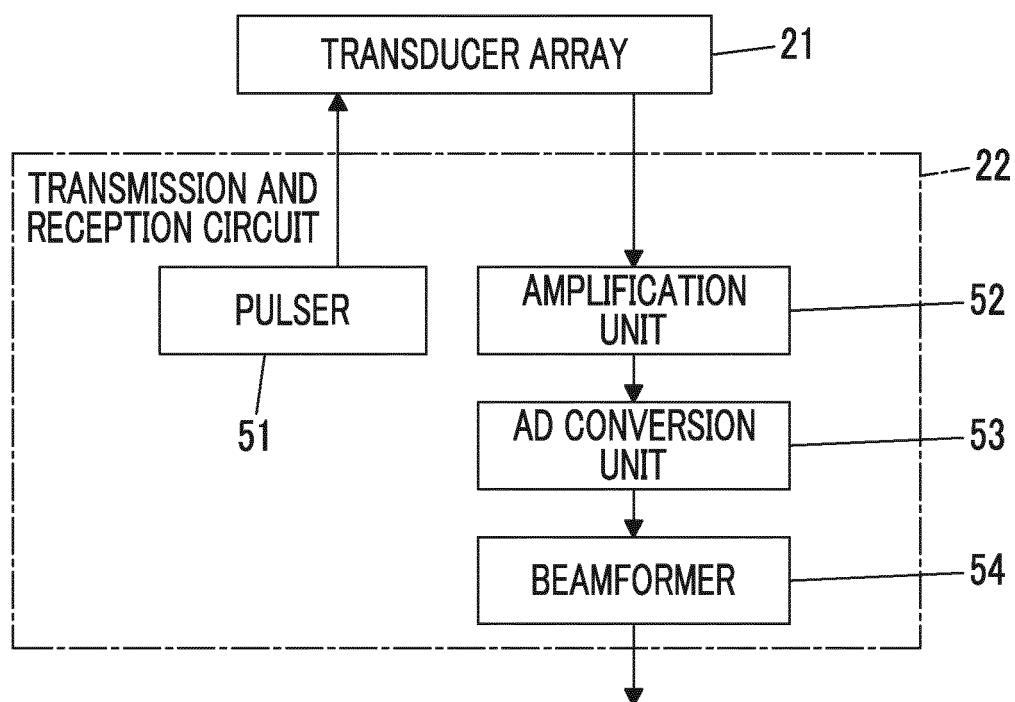 TRANSDUCER ARRAY
21
22
TRANSMISSION AND
RECEPTION CIRCUIT
PULSER
51
AMPLIFICATION
UNIT
52
AD CONVERSION
UNIT
53
BEAMFORMER
54